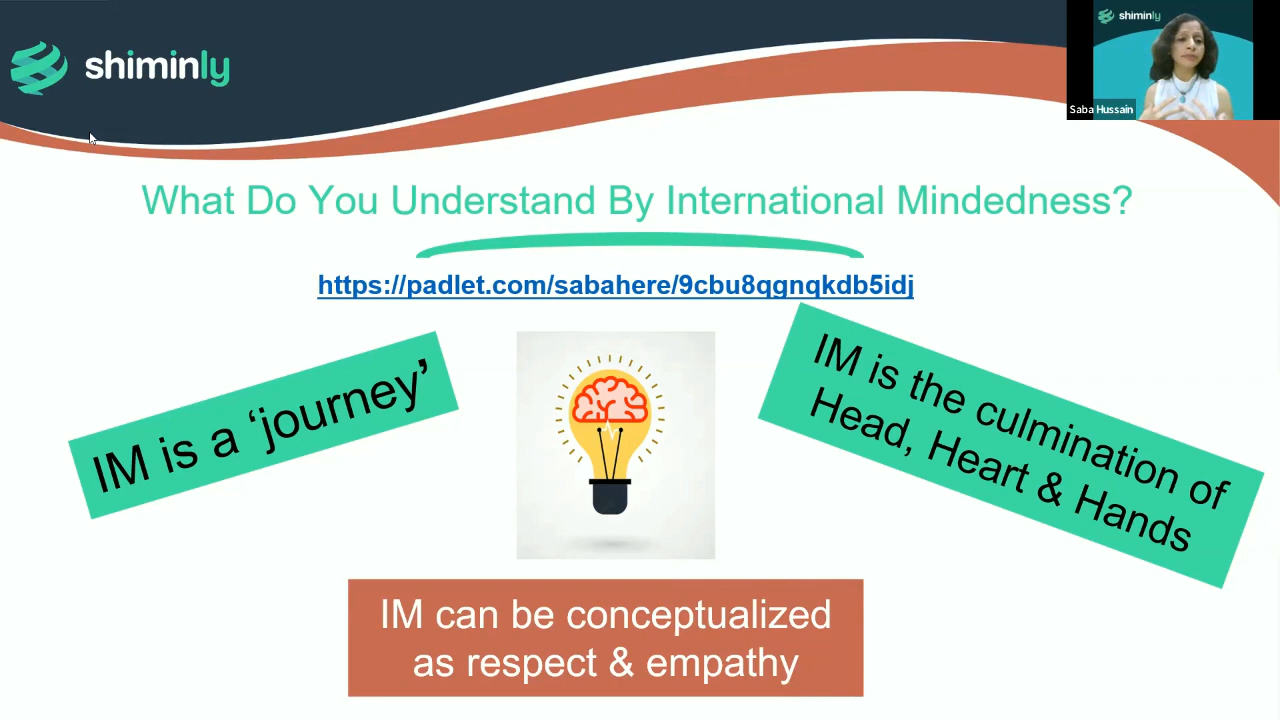 shiminly
shiminly
Saba Hussain
What Do You Understand By International Mindedness?
https://padlet.com/sabahere/9cbu8qgnqkdb5idj
IM is a ‘journey’
IM is the culmination of
Head, Heart & Hands
IM can be conceptualized
as respect & empathy